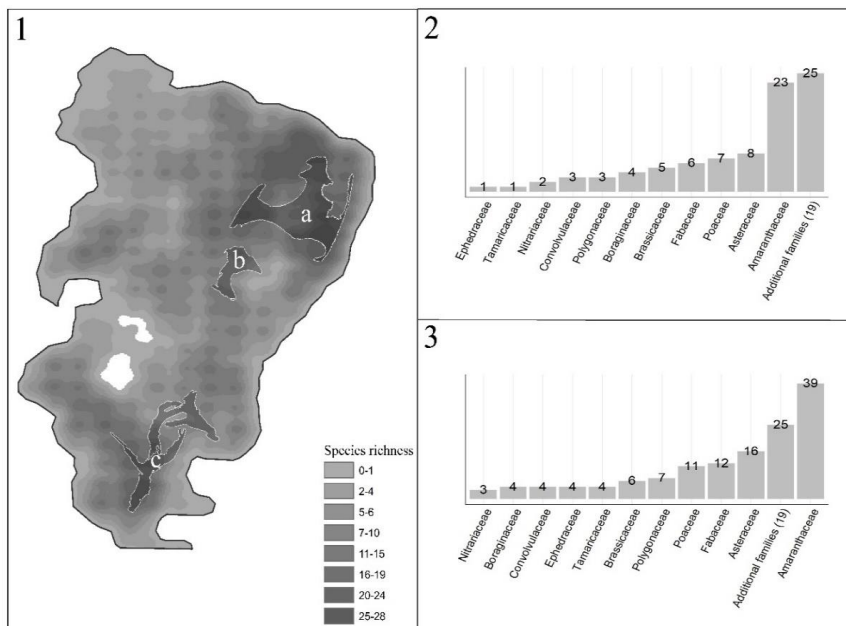 1
a
b
c
Species richness
0-1
2-4
5-6
7-10
11-15
16-19
20-24
25-28
2
1
1
2
3
3
4
5
6
7
8
23
25
Ephedraceae
Tamaricaceae
Nitrariaceae
Convolvulaceae
Polygonaceae
Boraginaceae
Brassicaceae
Fabaceae
Poaceae
Asteraceae
Amaranthaceae
Additional families (19)
3
3
4
4
4
4
6
7
11
12
16
25
39
Nitrariaceae
Boraginaceae
Convolvulaceae
Ephedraceae
Tamaricaceae
Brassicaceae
Polygonaceae
Poaceae
Fabaceae
Asteraceae
Additional families (19)
Amaranthaceae